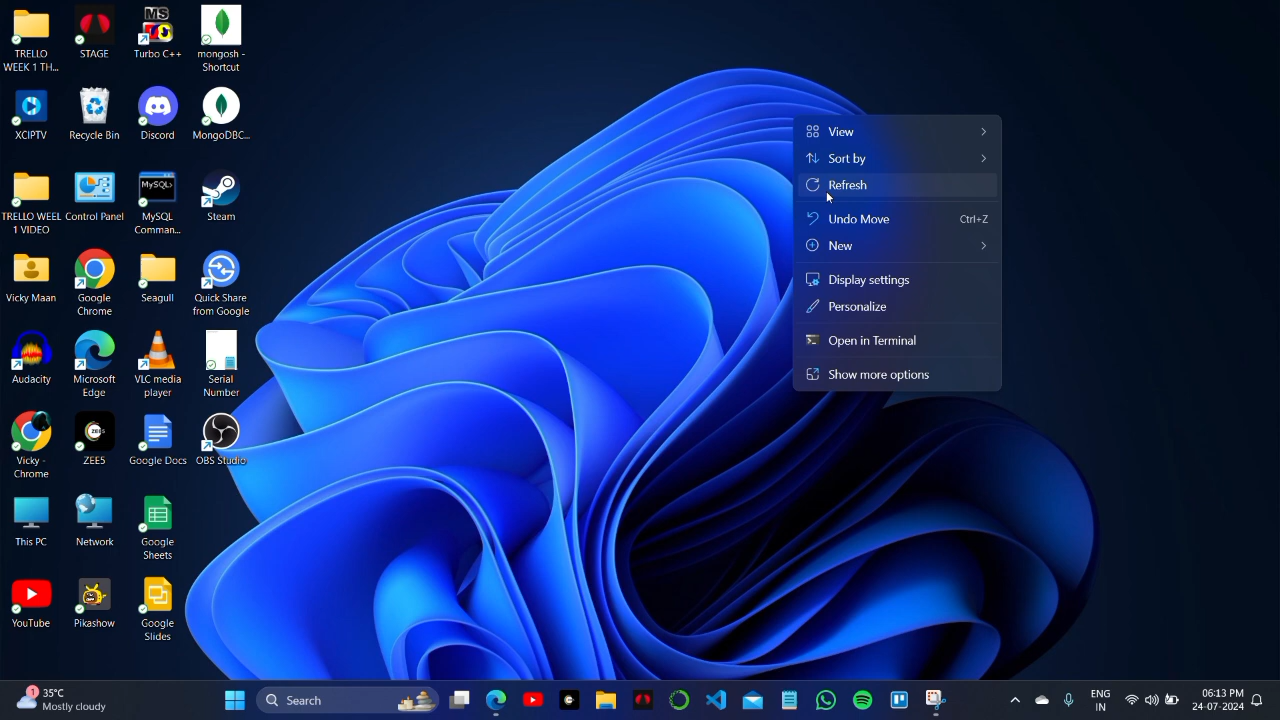 TRELLO
WEEK 1 TH...
STAGE
MS
Turbo C++
mongosh -
Shortcut
XCIPTV
Recycle Bin
Discord
MongoDBC...
TRELLO WEEL
1 VIDEO
Control Panel
MySQL>
MySQL
Comman...
Steam
Vicky Maan
Google
Chrome
Seagull
Quick Share
from Google
Audacity
Microsoft
Edge
VLC media
player
Serial
Number
Vicky -
Chrome
ZEE5
ZEE5
Google Docs
OBS Studio
This PC
Network
Google
Sheets
YouTube
Pikashow
Google
Slides
View
Sort by
Refresh
Undo Move Ctrl+Z
New
Display settings
Personalize
Open in Terminal
Show more options
1
35°C
Mostly cloudy
Search
ENG
IN
06:13 PM
24-07-2024